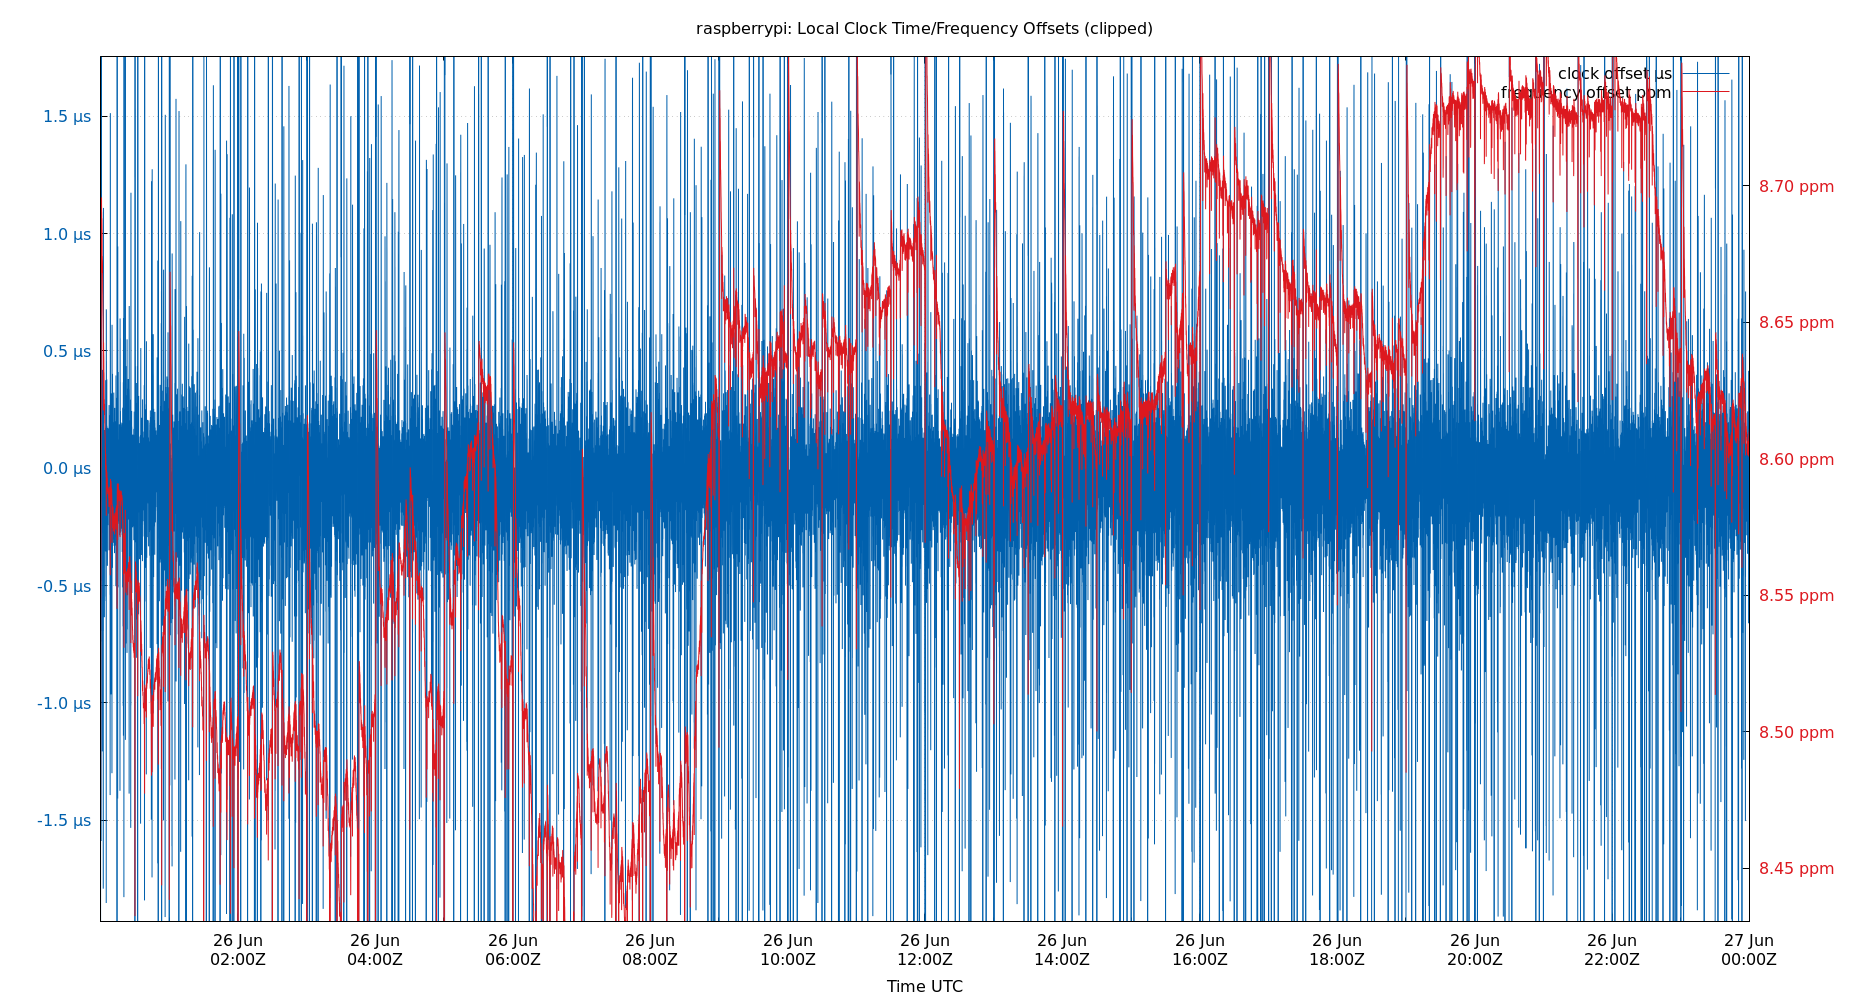 raspberrypi: Local Clock Time/Frequency Offsets (clipped)
clock offset µs
frequency offset ppm
1.5 µs
1.0 µs
0.5 µs
0.0 µs
-0.5 µs
-1.0 µs
-1.5 µs
8.70 ppm
8.65 ppm
8.60 ppm
8.55 ppm
8.50 ppm
8.45 ppm
26 Jun
02:00Z
26 Jun
04:00Z
26 Jun
06:00Z
26 Jun
08:00Z
26 Jun
10:00Z
26 Jun
12:00Z
26 Jun
14:00Z
26 Jun
16:00Z
26 Jun
18:00Z
26 Jun
20:00Z
26 Jun
22:00Z
27 Jun
00:00Z
Time UTC